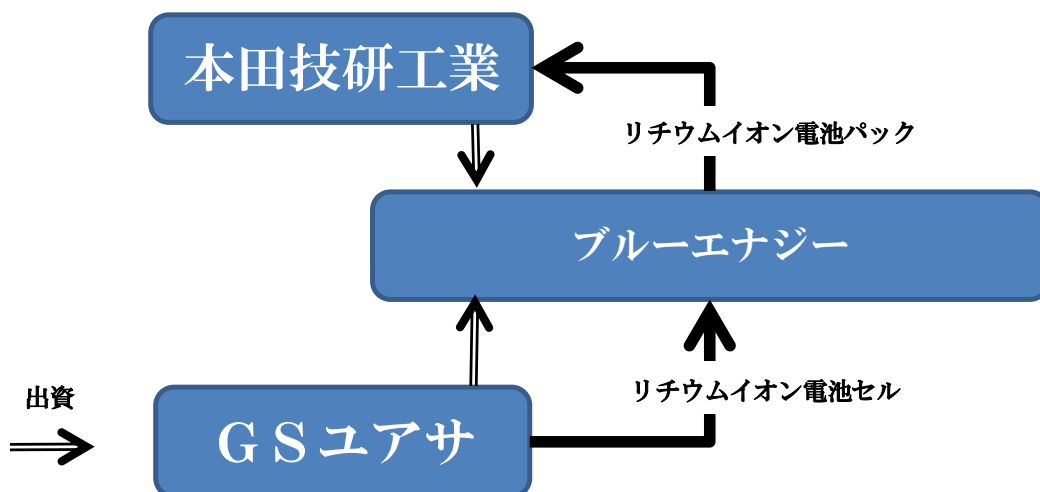 本田技研工業
リチウムイオン電池パック
ブルーエナジー
リチウムイオン電池セル
出資
ＧＳユアサ